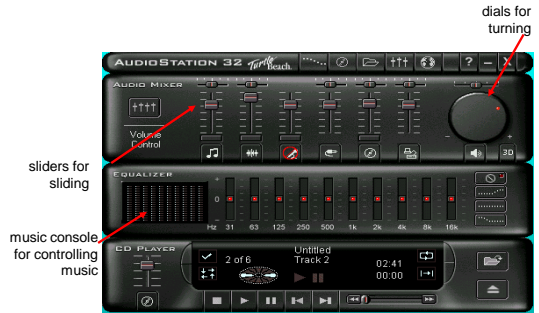 dials for
turning
AUDIOSTATION 32 Turtle Beach ? – X
AUDIO MIXER
Volume
Control
- +
3D
sliders for
sliding
EQUALIZER
+
0
-
Hz 31 63 125 250 500 1k 2k 4k 8k 16k
music console
for controlling
music
CD PLAYER
Untitled
2 of 6 Track 2 02:41
00:00